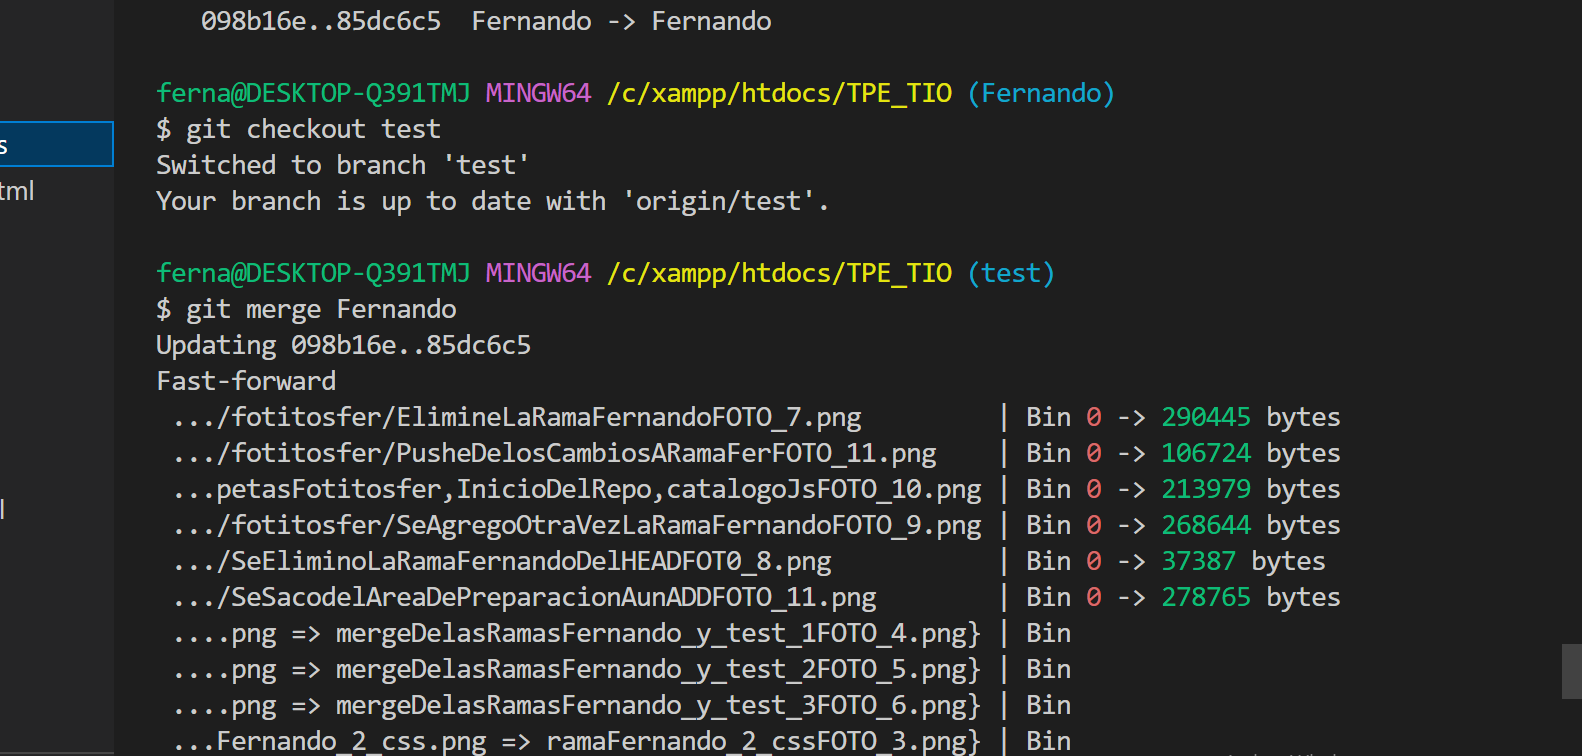 098b16e..85dc6c5  Fernando -> Fernando
ferna@DESKTOP-Q391TMJ MINGW64 /c/xampp/htdocs/TPE_TIO (Fernando)
$ git checkout test
s
Switched to branch 'test'
tml
Your branch is up to date with 'origin/test'.
ferna@DESKTOP-Q391TMJ MINGW64 /c/xampp/htdocs/TPE_TIO (test)
$ git merge Fernando
Updating 098b16e..85dc6c5
Fast-forward
.../fotitosfer/ElimineLaRamaFernandoFOTO_7.png | Bin 0 -> 290445 bytes
.../fotitosfer/PusheDelosCambiosARamaFerFOTO_11.png | Bin 0 -> 106724 bytes
...petasFotitosfer,InicioDelRepo,catalogoJsFOTO_10.png | Bin 0 -> 213979 bytes
l
.../fotitosfer/SeAgregoOtraVezLaRamaFernandoFOTO_9.png | Bin 0 -> 268644 bytes
.../SeEliminoLaRamaFernandoDelHEADFOT0_8.png | Bin 0 -> 37387 bytes
.../SeSacodelAreaDePreparacionAunADDFOTO_11.png | Bin 0 -> 278765 bytes
....png => mergeDelasRamasFernando_y_test_1FOTO_4.png} | Bin
....png => mergeDelasRamasFernando_y_test_2FOTO_5.png} | Bin
....png => mergeDelasRamasFernando_y_test_3FOTO_6.png} | Bin
...Fernando_2_css.png => ramaFernando_2_cssFOTO_3.png} | Bin